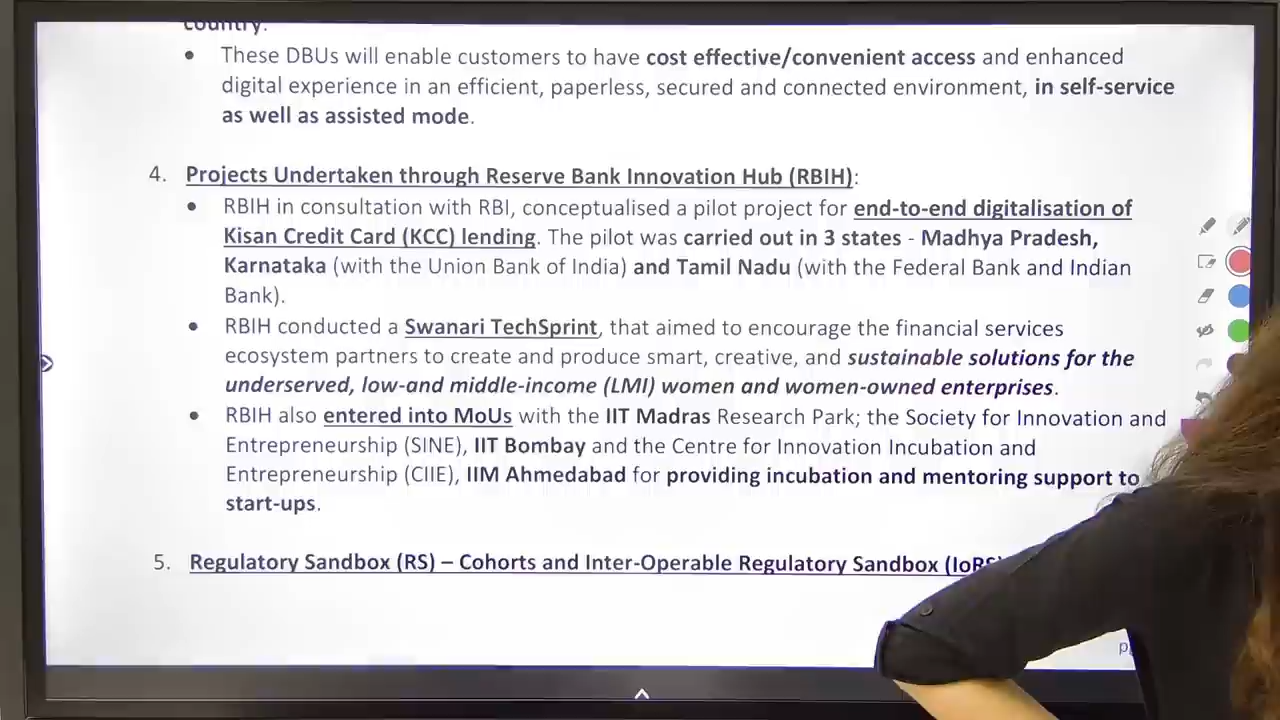 country.
• These DBUs will enable customers to have cost effective/convenient access and enhanced
digital experience in an efficient, paperless, secured and connected environment, in self-service
as well as assisted mode.
4. Projects Undertaken through Reserve Bank Innovation Hub (RBIH):
• RBIH in consultation with RBI, conceptualised a pilot project for end-to-end digitalisation of
Kisan Credit Card (KCC) lending. The pilot was carried out in 3 states - Madhya Pradesh,
Karnataka (with the Union Bank of India) and Tamil Nadu (with the Federal Bank and Indian
Bank).
• RBIH conducted a Swanari TechSprint, that aimed to encourage the financial services
ecosystem partners to create and produce smart, creative, and sustainable solutions for the
underserved, low-and middle-income (LMI) women and women-owned enterprises.
• RBIH also entered into MoUs with the IIT Madras Research Park; the Society for Innovation and
Entrepreneurship (SINE), IIT Bombay and the Centre for Innovation Incubation and
Entrepreneurship (CIIE), IIM Ahmedabad for providing incubation and mentoring support to
start-ups.
5. Regulatory Sandbox (RS) – Cohorts and Inter-Operable Regulatory Sandbox (IoRS)